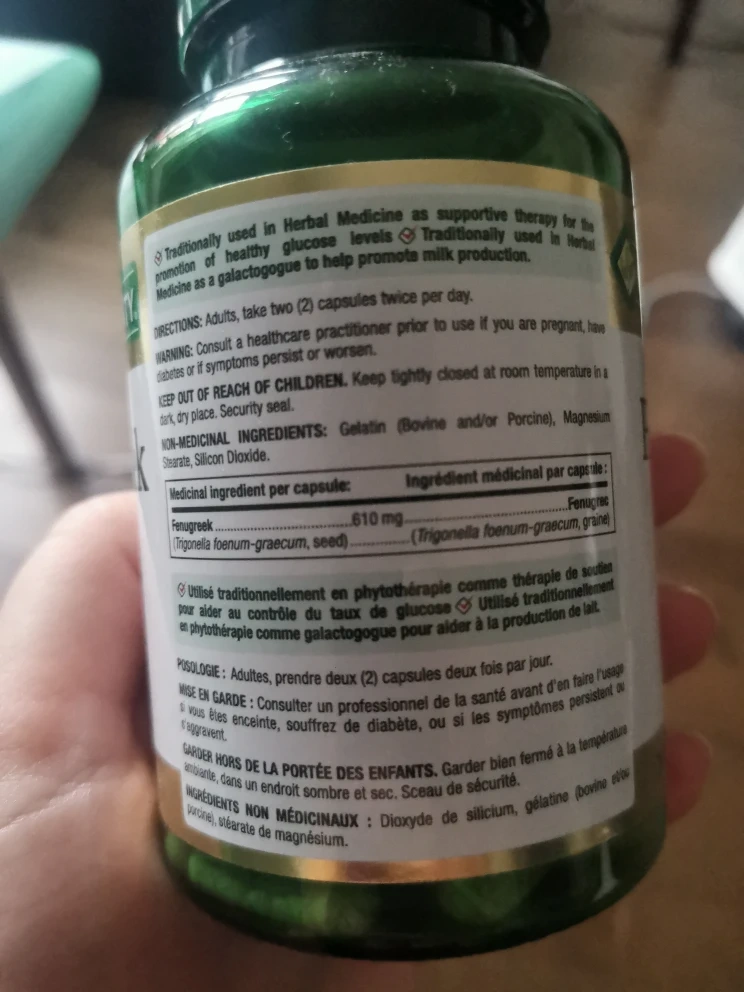 Traditionally used in Herbal Medicine as supportive therapy for the
promotion of healthy glucose levels Traditionally used in Herbal
Medicine as a galactogogue to help promote milk production.
DIRECTIONS: Adults, take two (2) capsules twice per day.
WARNING: Consult a healthcare practitioner prior to use if you are pregnant, have
diabetes or if symptoms persist or worsen.
KEEP OUT OF REACH OF CHILDREN. Keep tightly closed at room temperature in a
dark, dry place. Security seal.
NON-MEDICINAL INGREDIENTS: Gelatin (Bovine and/or Porcine), Magnesium
Stearate, Silicon Dioxide.
Medicinal ingredient per capsule: Ingrédient médicinal par capsule :
Fenugreek..............................610 mg....................................Fenugrec
(Trigonella foenum-graecum, seed)..............(Trigonella foenum-graecum, graine)
Utilisé traditionnellement en phytothérapie comme thérapie de soutien
pour aider au contrôle du taux de glucose Utilisé traditionnellement
en phytothérapie comme galactogogue pour aider à la production de lait.
POSOLOGIE : Adultes, prendre deux (2) capsules deux fois par jour.
MISE EN GARDE : Consulter un professionnel de la santé avant d'en faire l'usage
si vous êtes enceinte, souffrez de diabète, ou si les symptômes persistent ou
s'aggravent.
GARDER HORS DE LA PORTÉE DES ENFANTS. Garder bien fermé à la température
ambiante, dans un endroit sombre et sec. Sceau de sécurité.
INGRÉDIENTS NON MÉDICINAUX : Dioxyde de silicium, gélatine (bovine et/ou
porcine), stéarate de magnésium.